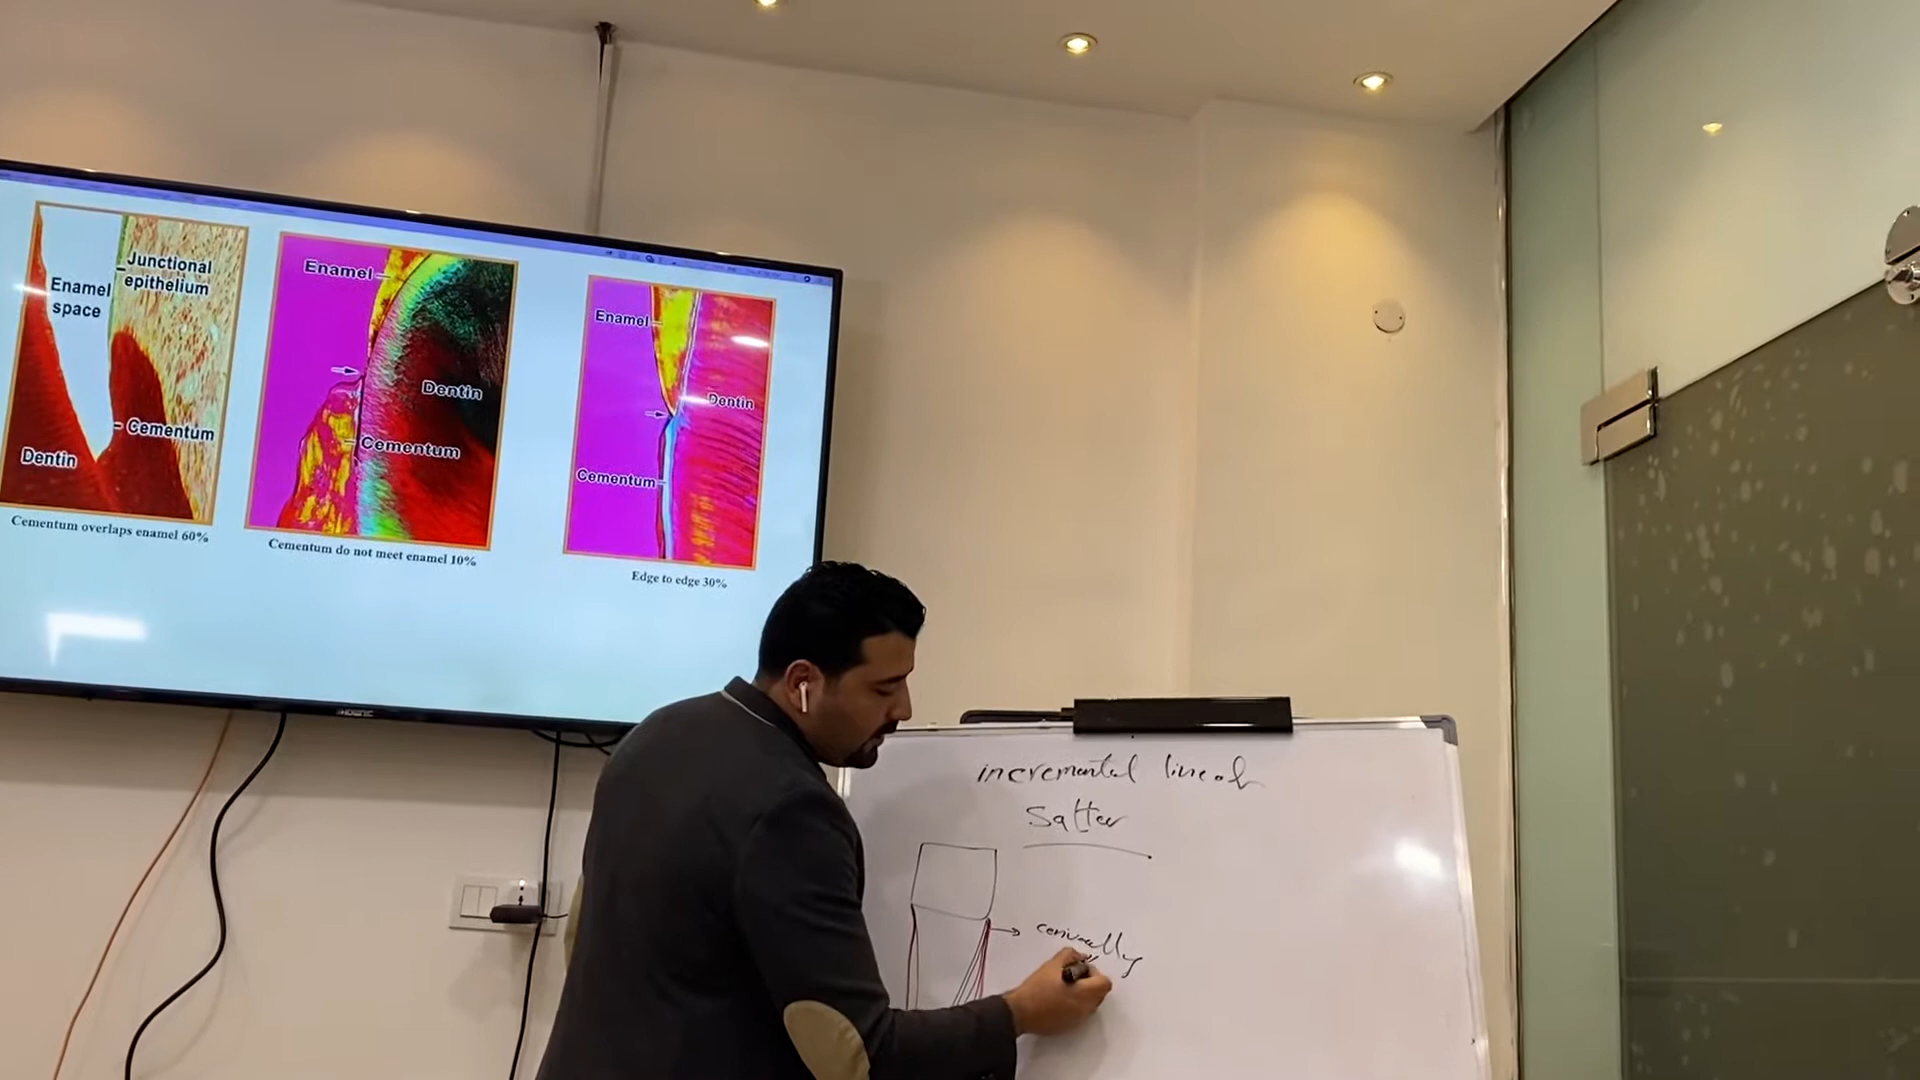 Junctional
epithelium
Enamel
space
Cementum
Dentin
Cementum overlaps enamel 60%
Enamel
Dentin
Cementum
Cementum do not meet enamel 10%
Enamel
Dentin
Cementum
Edge to edge 30%
incremental line of
Salter
cervically